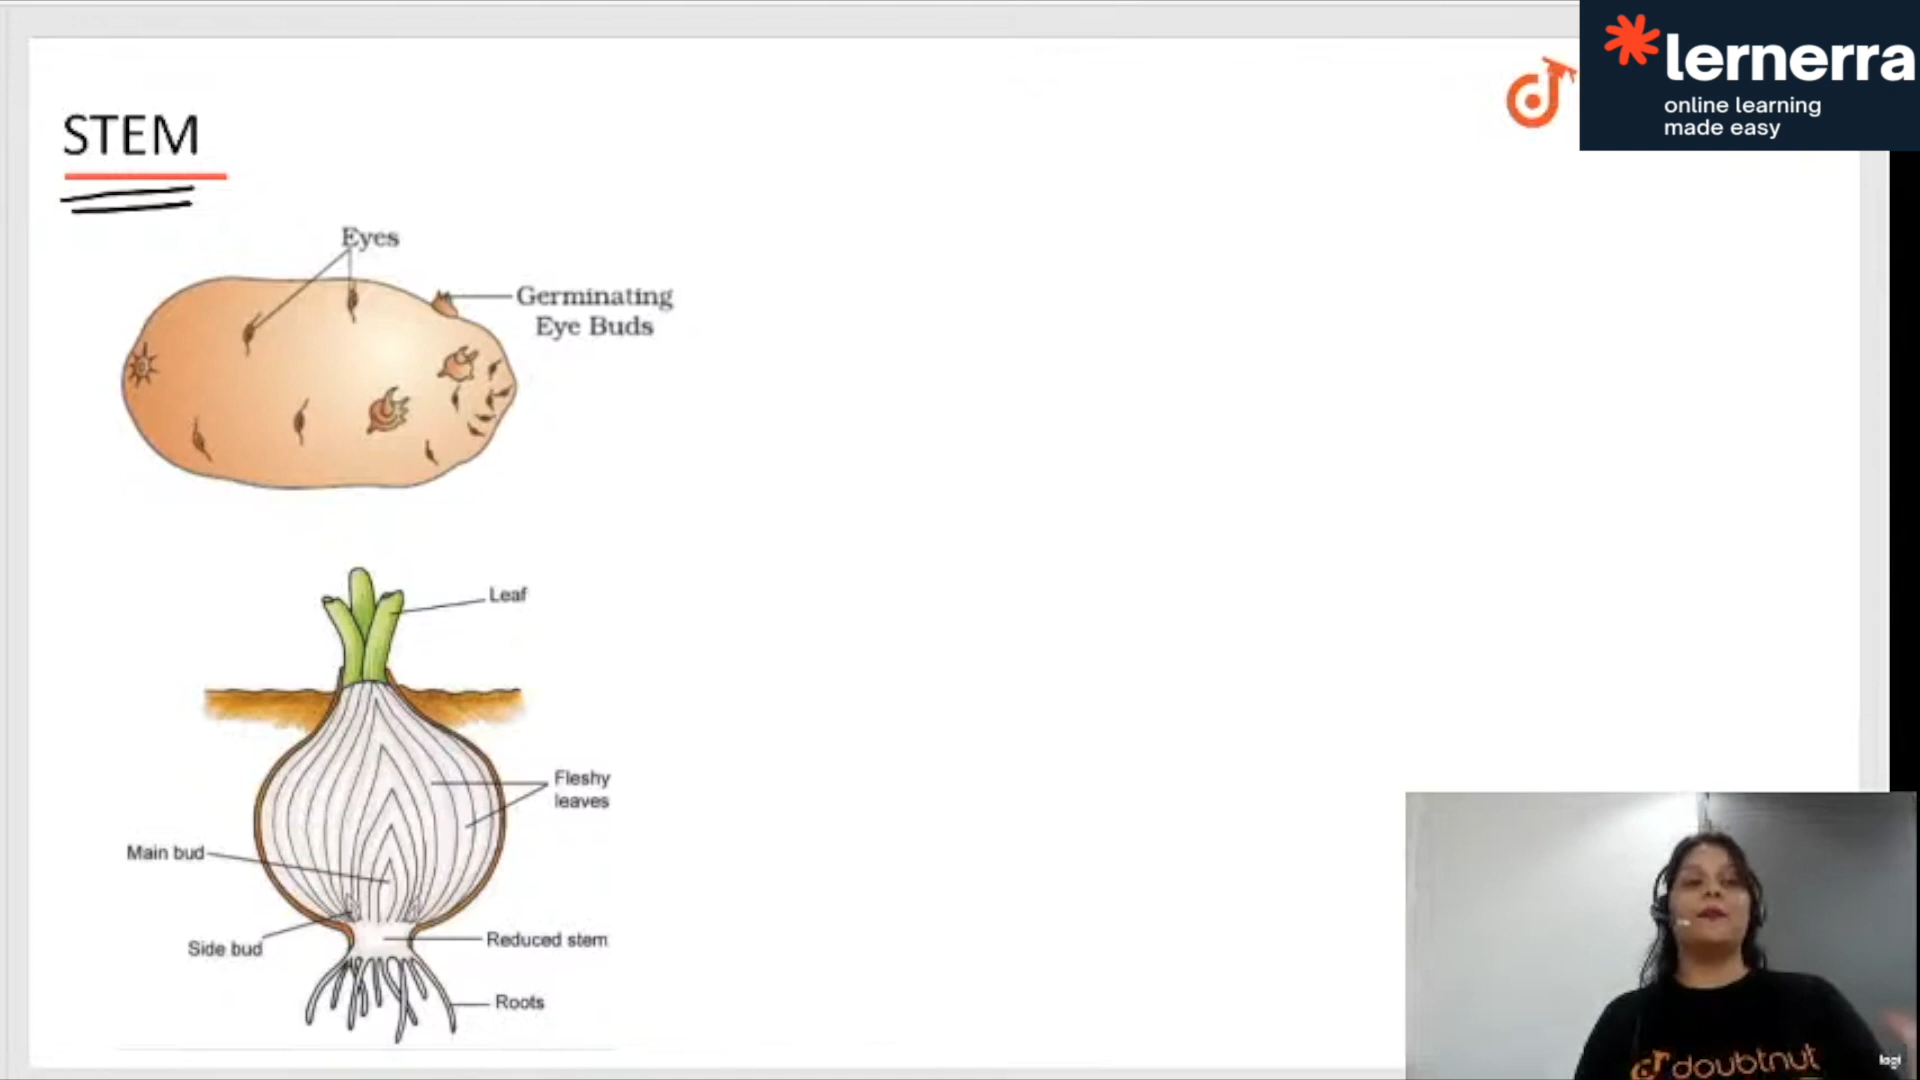 lernerra
online learning
made easy
STEM
Eyes
Germinating
Eye Buds
Leaf
Fleshy
leaves
Main bud
Side bud
Reduced stem
Roots
doubtnut
logi